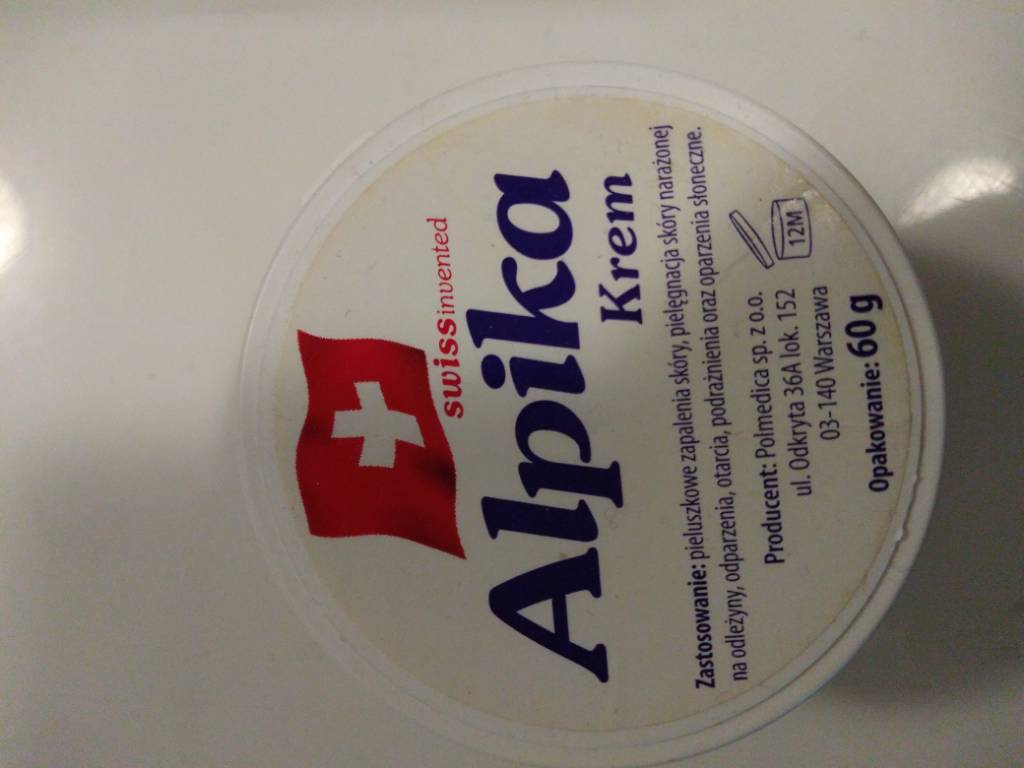 swissinvented
Alpika
Krem
Zastosowanie: pieluszkowe zapalenia skóry, pielęgnacja skóry narażonej
na odleżyny, odparzenia, otarcia, podrażnienia oraz oparzenia słoneczne.
Producent: Polmedica sp. z o.o.
ul. Odkryta 36A lok. 152
03-140 Warszawa
12M
Opakowanie: 60 g